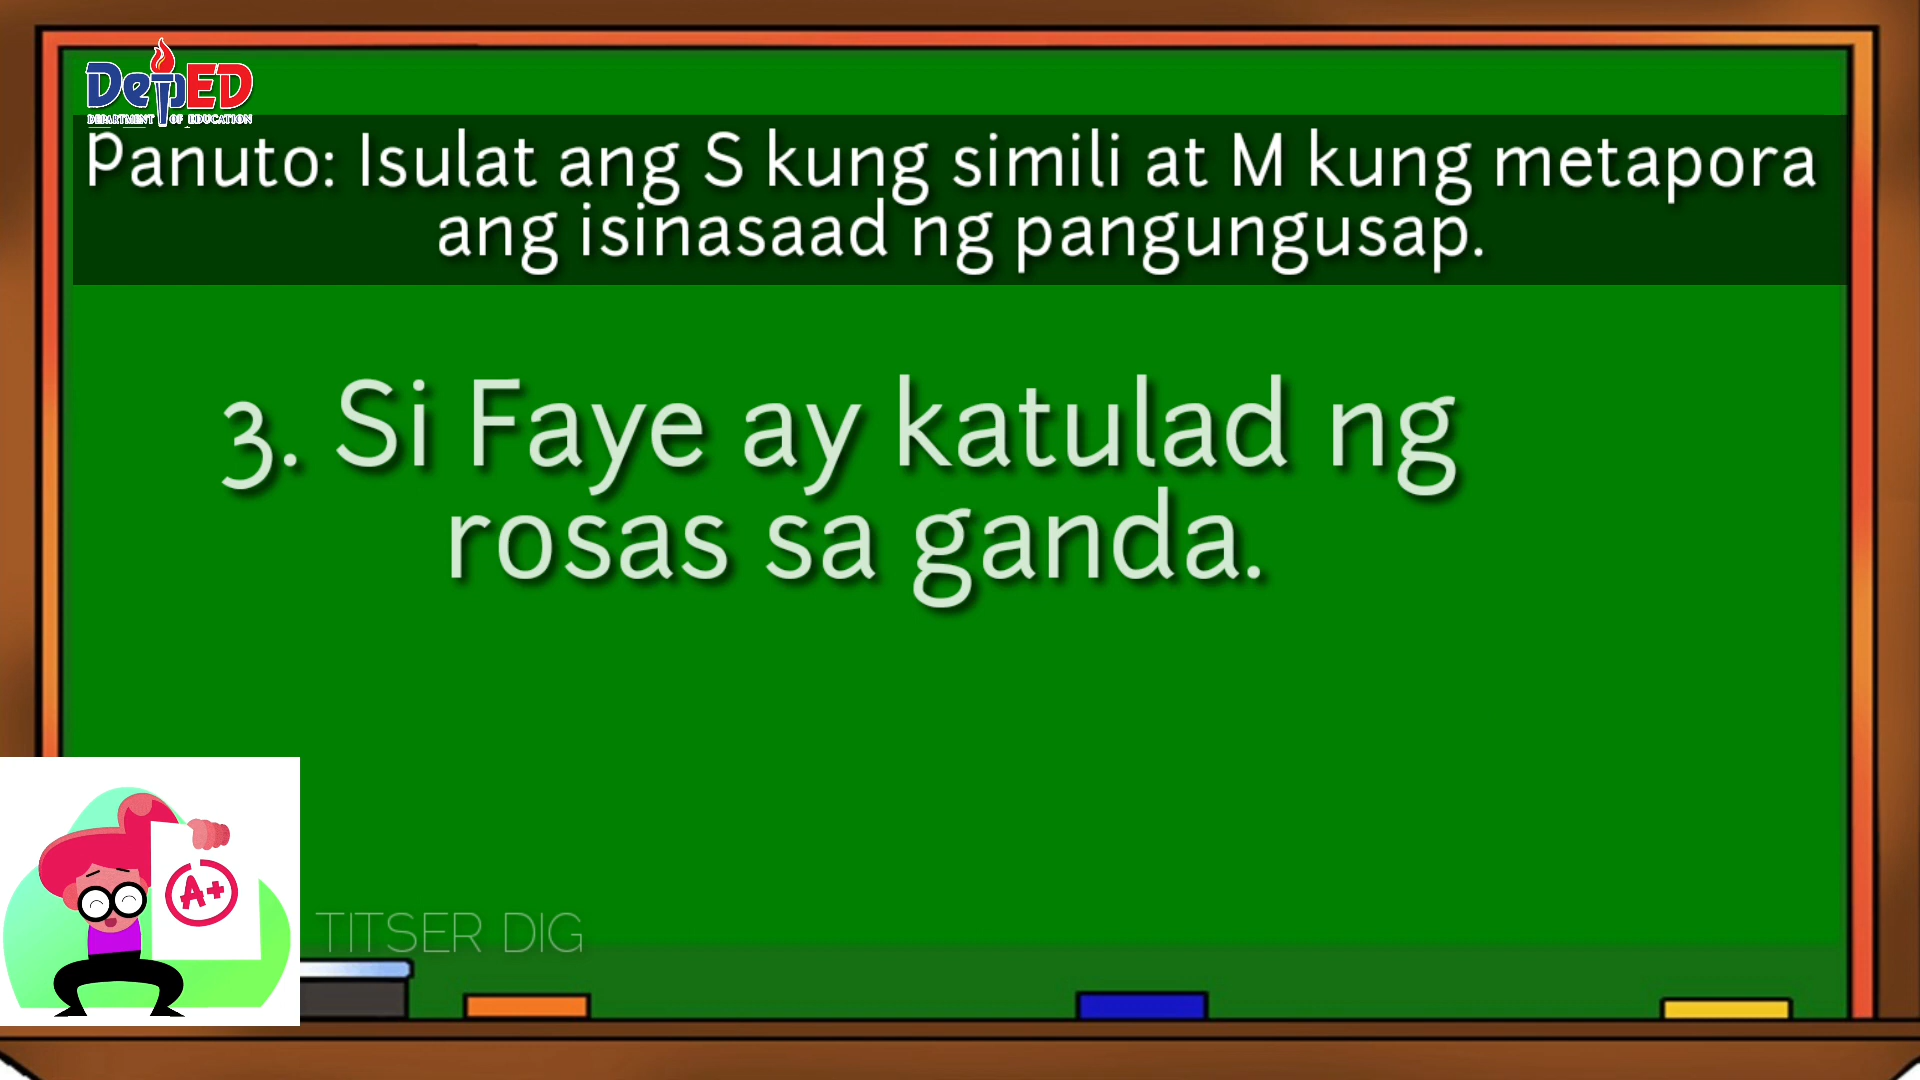 DepED
DEPARTMENT OF EDUCATION
Panuto: Isulat ang S kung simili at M kung metapora
ang isinasaad ng pangungusap.
3. Si Faye ay katulad ng
rosas sa ganda.
A+
TITSER DIG